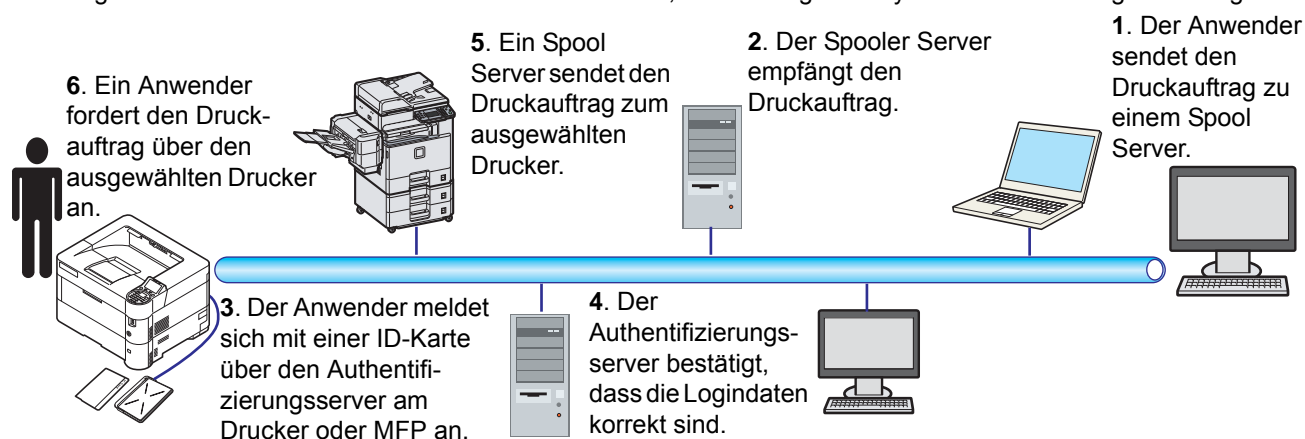 1. Der Anwender
sendet den
Druckauftrag zu
einem Spool
Server.
2. Der Spooler Server
empfängt den
Druckauftrag.
3. Der Anwender meldet
sich mit einer ID-Karte
über den Authentifi-
zierungsserver am
Drucker oder MFP an.
4. Der
Authentifizierungs-
server bestätigt,
dass die Logindaten
korrekt sind.
5. Ein Spool
Server sendet den
Druckauftrag zum
ausgewählten
Drucker.
6. Ein Anwender
fordert den Druck-
auftrag über den
ausgewählten Drucker
an.